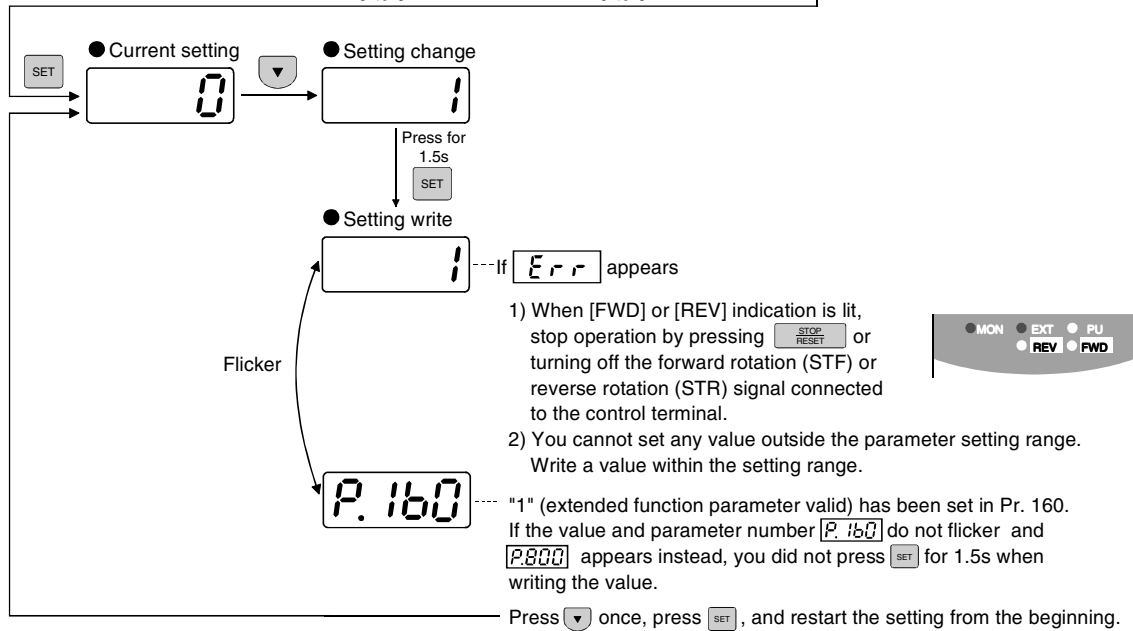 ● Current setting
● Setting change
SET
0
▼
1
Press for
1.5s
SET
● Setting write
1
If Err appears
1) When [FWD] or [REV] indication is lit,
stop operation by pressing STOP RESET or
turning off the forward rotation (STF) or
reverse rotation (STR) signal connected
to the control terminal.
MON EXT PU
REV FWD
Flicker
2) You cannot set any value outside the parameter setting range.
Write a value within the setting range.
P. 160
"1" (extended function parameter valid) has been set in Pr. 160.
If the value and parameter number P. 160 do not flicker and
P.800 appears instead, you did not press SET for 1.5s when
writing the value.
Press ▼ once, press SET , and restart the setting from the beginning.